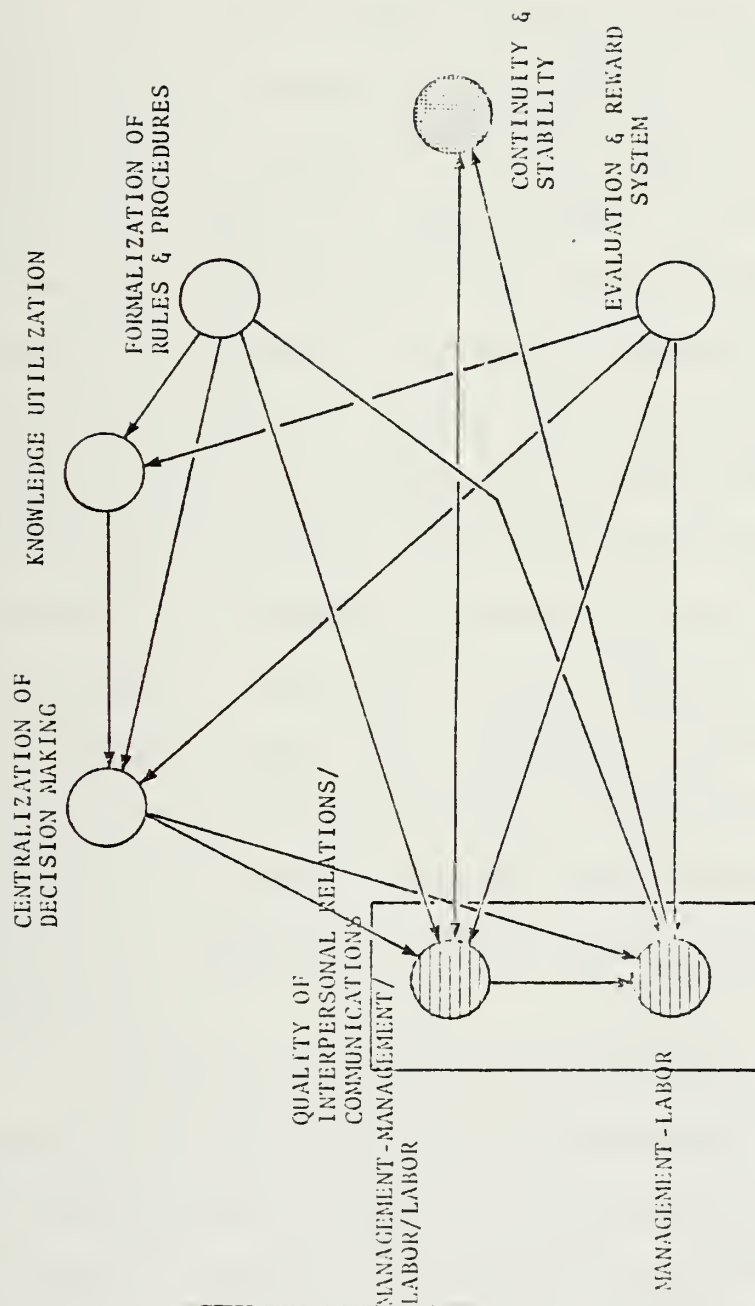 CENTRALIZATION OF
DECISION MAKING
KNOWLEDGE UTILIZATION
FORMALIZATION OF
RULES & PROCEDURES
QUALITY OF
INTERPERSONAL RELATIONS/
COMMUNICATIONS
MANAGEMENT-MANAGEMENT/
LABOR/LABOR
CONTINUITY &
STABILITY
MANAGEMENT-LABOR
EVALUATION & REWARD
SYSTEM